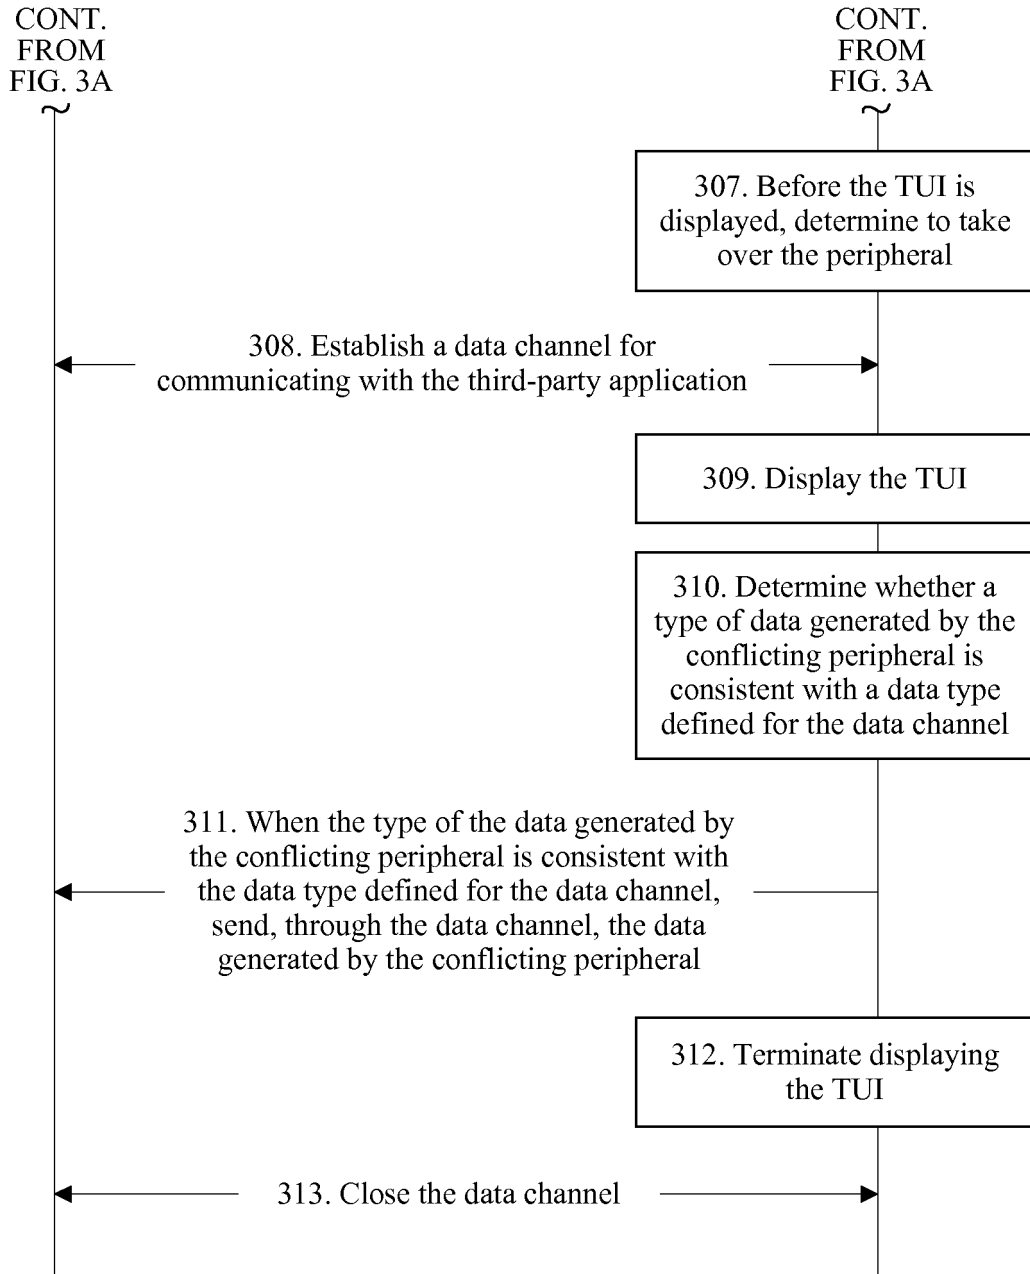 CONT.
FROM
FIG. 3A
CONT.
FROM
FIG. 3A
307. Before the TUI is
displayed, determine to take
over the peripheral
308. Establish a data channel for
communicating with the third-party application
309. Display the TUI
310. Determine whether a
type of data generated by the
conflicting peripheral is
consistent with a data type
defined for the data channel
311. When the type of the data generated by
the conflicting peripheral is consistent with
the data type defined for the data channel,
send, through the data channel, the data
generated by the conflicting peripheral
312. Terminate displaying
the TUI
313. Close the data channel